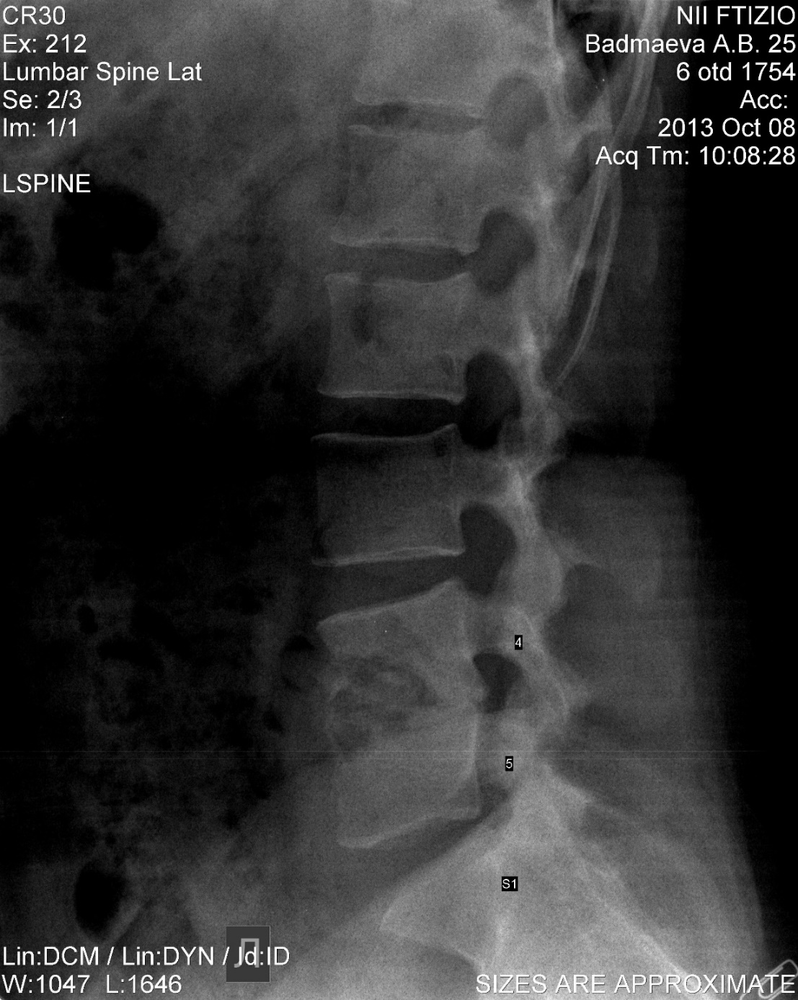 CR30
Ex: 212
Lumbar Spine Lat
Se: 2/3
Im: 1/1
LSPINE
NII FTIZIO
Badmaeva A.B. 25
6 otd 1754
Acc:
2013 Oct 08
Acq Tm: 10:08:28
4
5
S1
Л
Lin:DCM / Lin:DYN / Id:ID
W:1047 L:1646
SIZES ARE APPROXIMATE